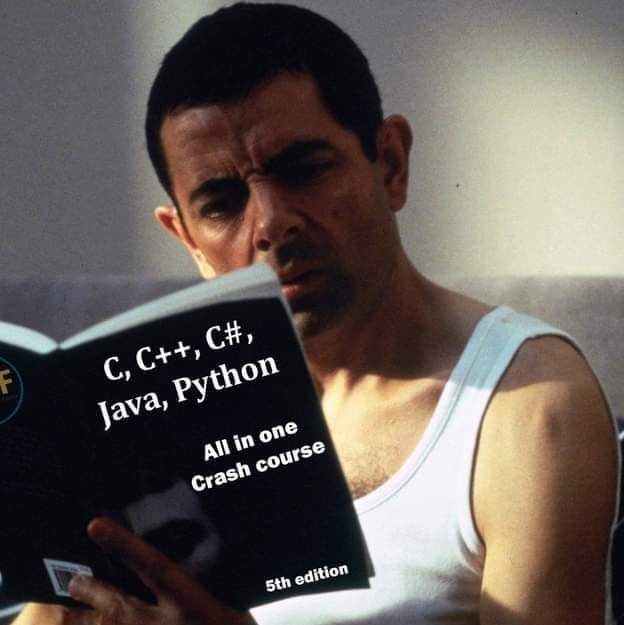 F
C, C++, C#,
Java, Python
All in one
Crash course
5th edition